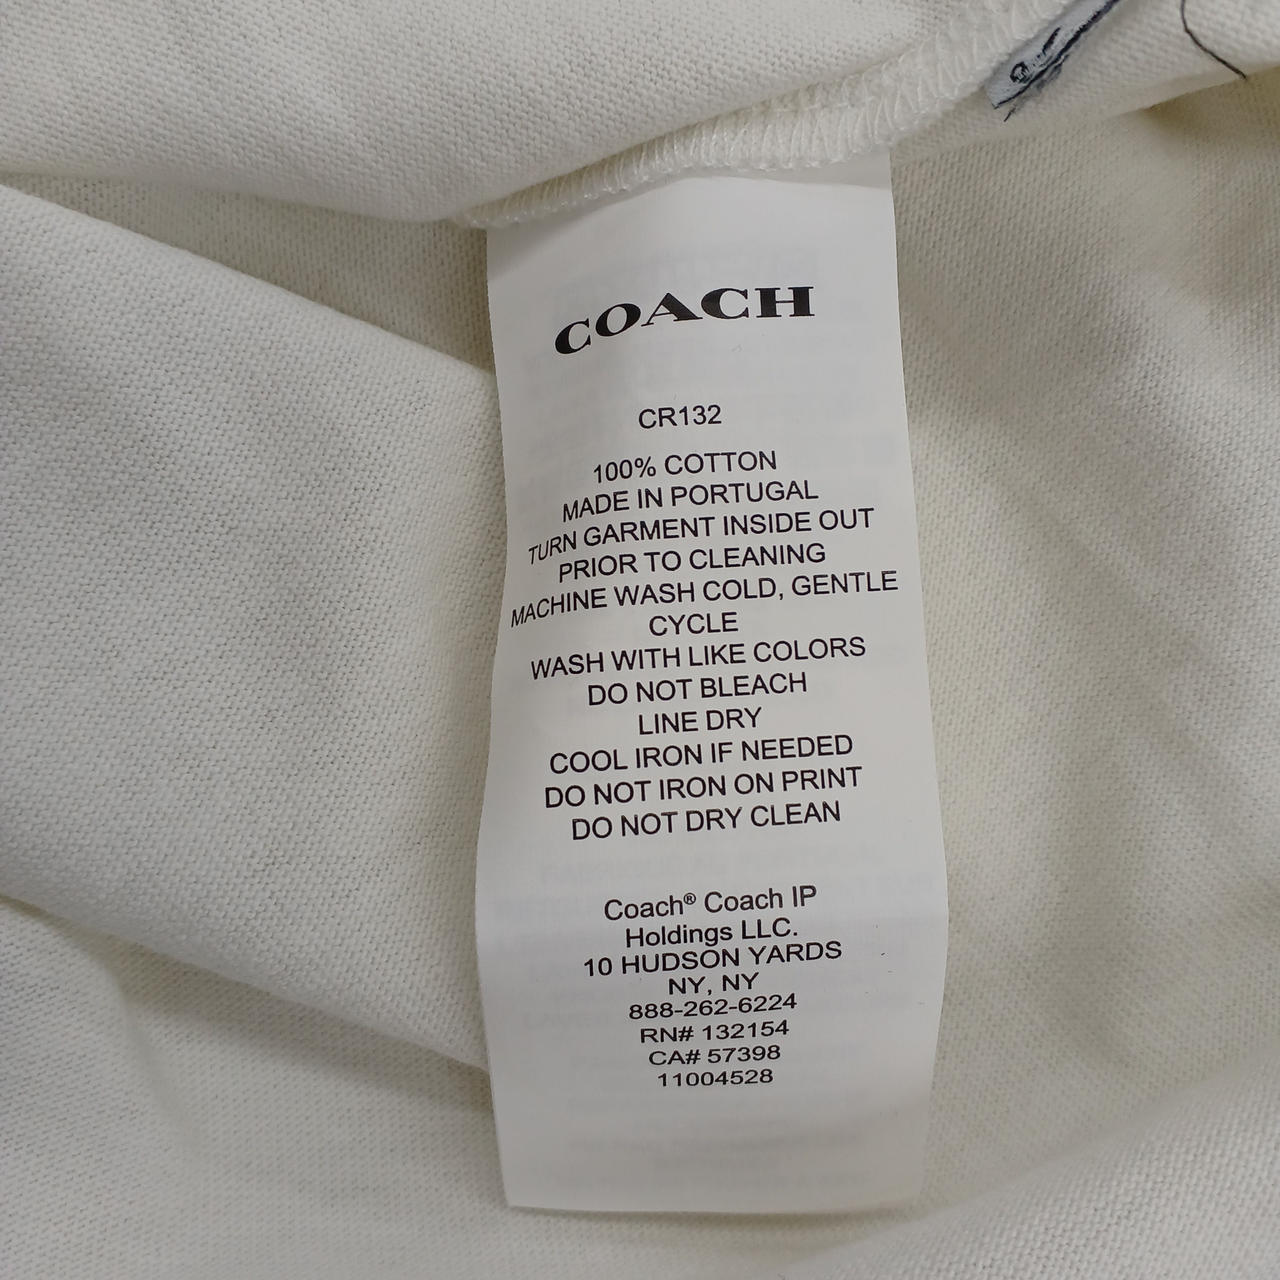 COACH
CR132
100% COTTON
MADE IN PORTUGAL
TURN GARMENT INSIDE OUT
PRIOR TO CLEANING
MACHINE WASH COLD, GENTLE
CYCLE
WASH WITH LIKE COLORS
DO NOT BLEACH
LINE DRY
COOL IRON IF NEEDED
DO NOT IRON ON PRINT
DO NOT DRY CLEAN
Coach® Coach IP
Holdings LLC.
10 HUDSON YARDS
NY, NY
888-262-6224
RN# 132154
CA# 57398
11004528